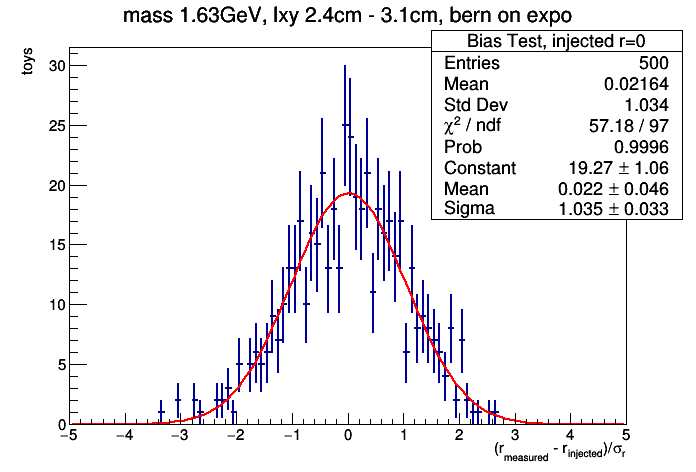 mass 1.63GeV, lxy 2.4cm - 3.1cm, bern on expo
toys
Bias Test, injected r=0
Entries 500
Mean 0.02164
Std Dev 1.034
χ² / ndf 57.18 / 97
Prob 0.9996
Constant 19.27 ± 1.06
Mean 0.022 ± 0.046
Sigma 1.035 ± 0.033
30
25
20
15
10
5
0
−5 −4 −3 −2 −1 0 1 2 3 4 5
(r_measured - r_injected)/σ_r